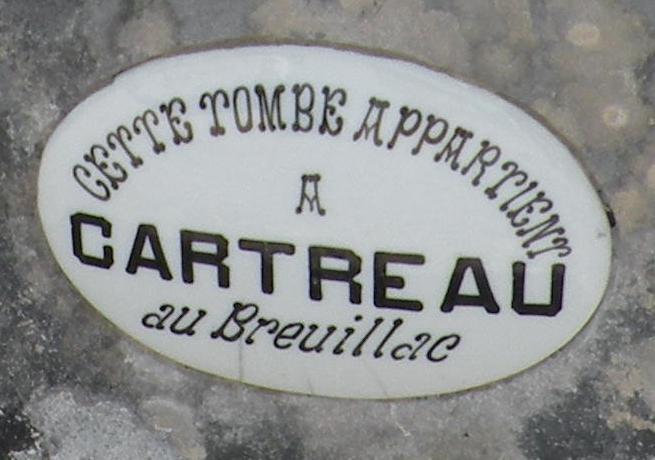 CETTE TOMBE APPARTIENT
A
CARTREAU
au Breuillac